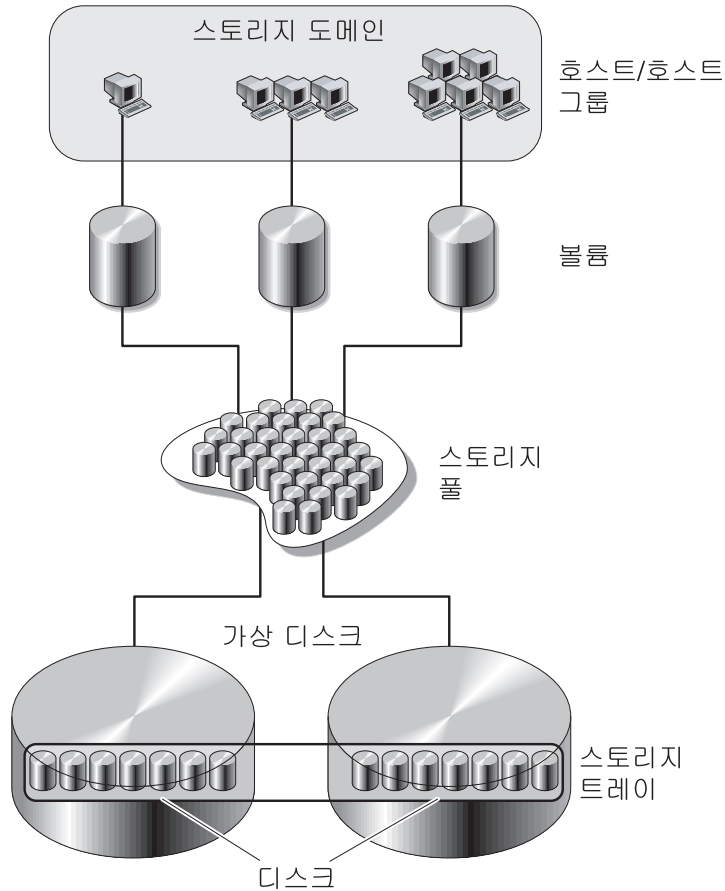 스토리지 도메인
호스트/호스트
그룹
볼륨
스토리지
풀
가상 디스크
스토리지
트레이
디스크